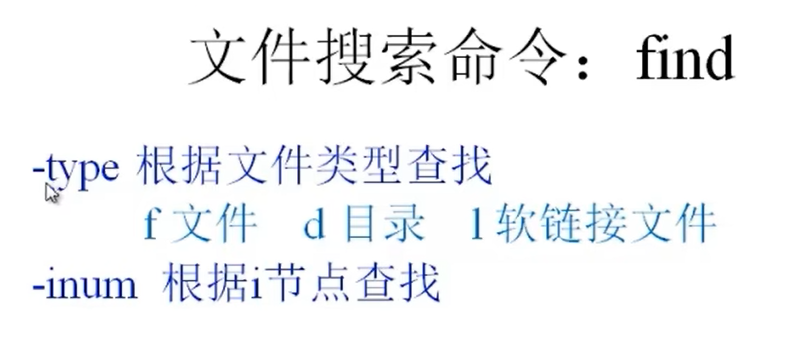 文件搜索命令：find
-type 根据文件类型查找
f 文件 d 目录 l 软链接文件
-inum 根据i节点查找